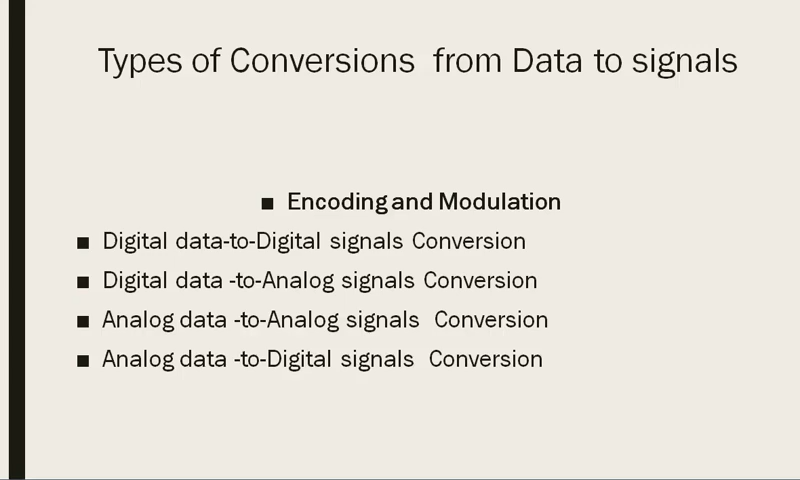 Types of Conversions from Data to signals
■ Encoding and Modulation
■ Digital data-to-Digital signals Conversion
■ Digital data -to-Analog signals Conversion
■ Analog data -to-Analog signals Conversion
■ Analog data -to-Digital signals Conversion